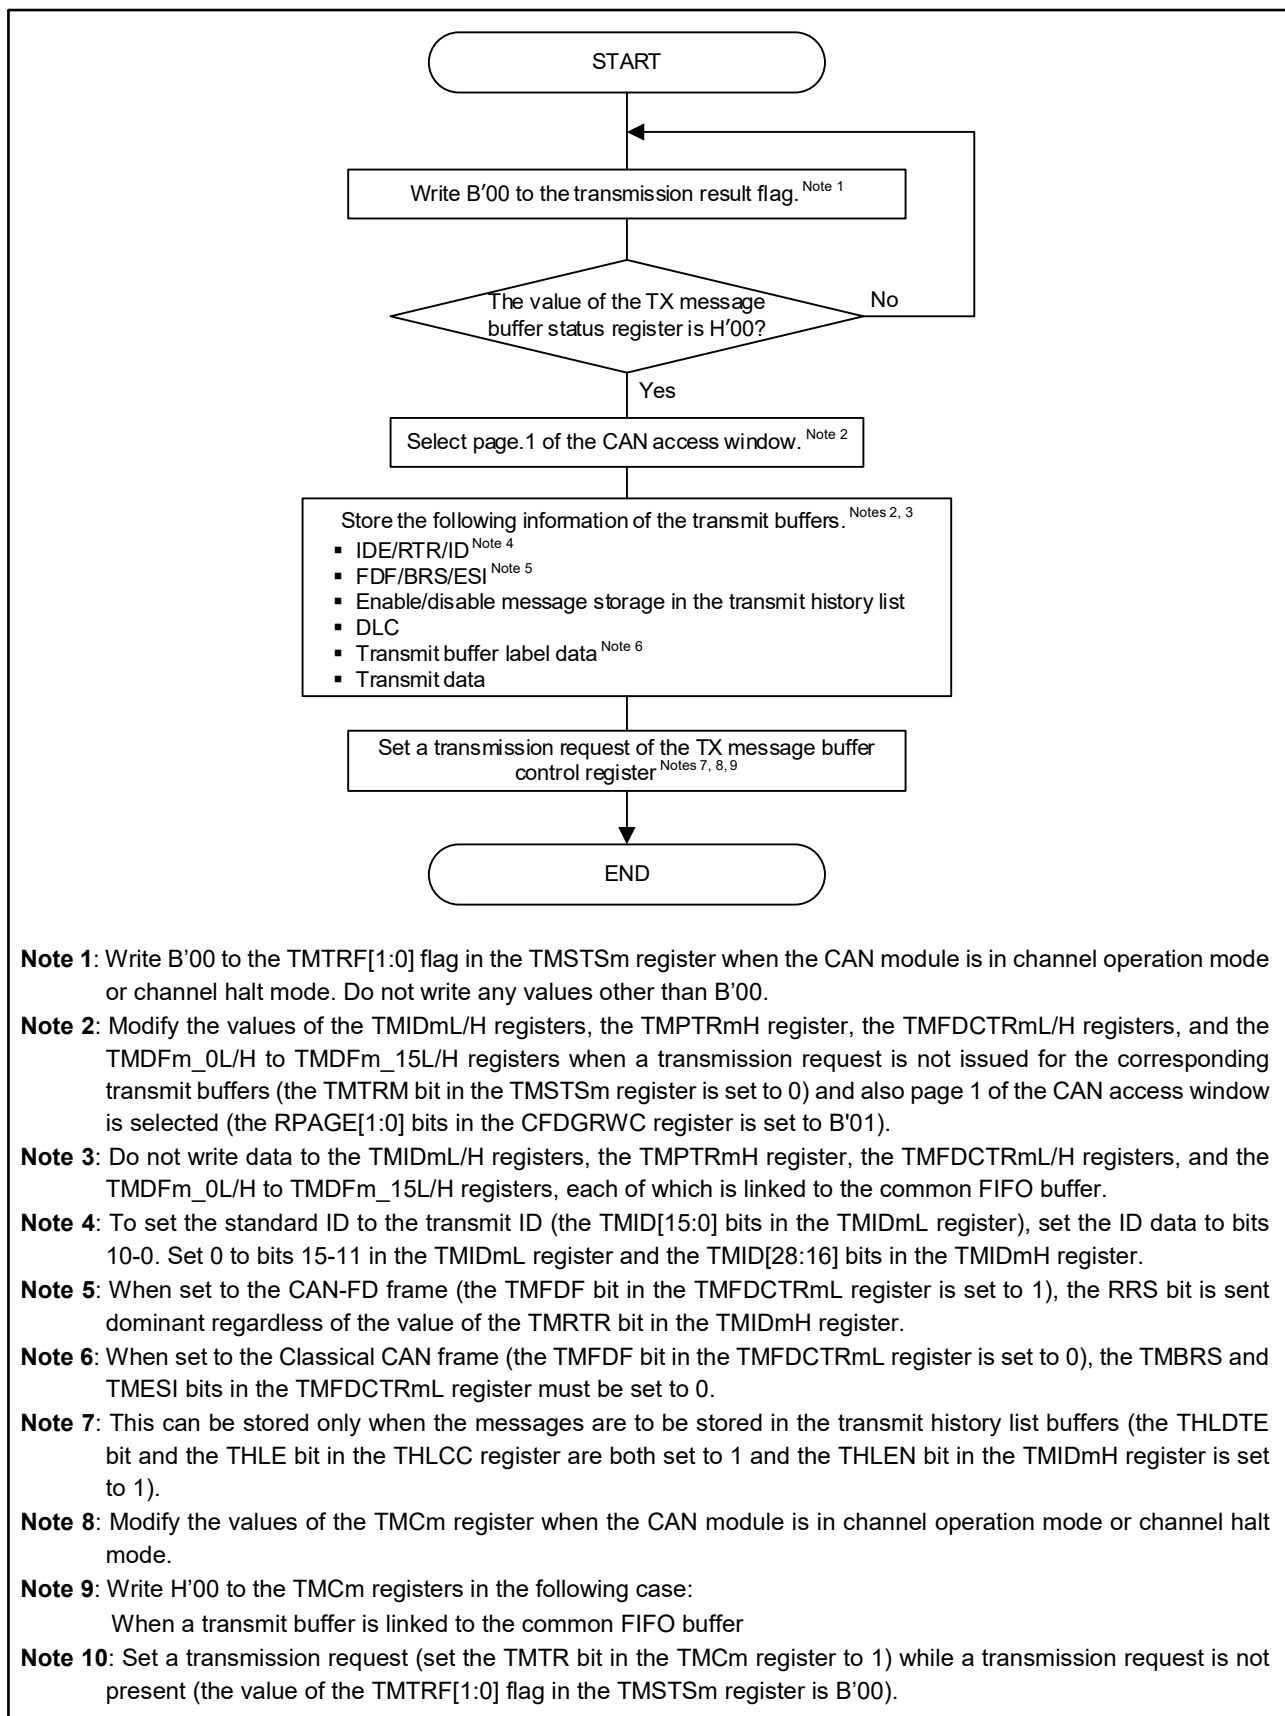 START
Write B′00 to the transmission result flag. Note 1
The value of the TX message
buffer status register is H′00?
No
Yes
Select page.1 of the CAN access window. Note 2
Store the following information of the transmit buffers. Notes 2, 3
▪ IDE/RTR/ID Note 4
▪ FDF/BRS/ESI Note 5
▪ Enable/disable message storage in the transmit history list
▪ DLC
▪ Transmit buffer label data Note 6
▪ Transmit data
Set a transmission request of the TX message buffer
control register Notes 7, 8, 9
END
Note 1: Write B’00 to the TMTRF[1:0] flag in the TMSTSm register when the CAN module is in channel operation mode
or channel halt mode. Do not write any values other than B’00.
Note 2: Modify the values of the TMIDmL/H registers, the TMPTRmH register, the TMFDCTRmL/H registers, and the
TMDFm_0L/H to TMDFm_15L/H registers when a transmission request is not issued for the corresponding
transmit buffers (the TMTRM bit in the TMSTSm register is set to 0) and also page 1 of the CAN access window
is selected (the RPAGE[1:0] bits in the CFDGRWC register is set to B'01).
Note 3: Do not write data to the TMIDmL/H registers, the TMPTRmH register, the TMFDCTRmL/H registers, and the
TMDFm_0L/H to TMDFm_15L/H registers, each of which is linked to the common FIFO buffer.
Note 4: To set the standard ID to the transmit ID (the TMID[15:0] bits in the TMIDmL register), set the ID data to bits
10-0. Set 0 to bits 15-11 in the TMIDmL register and the TMID[28:16] bits in the TMIDmH register.
Note 5: When set to the CAN-FD frame (the TMFDF bit in the TMFDCTRmL register is set to 1), the RRS bit is sent
dominant regardless of the value of the TMRTR bit in the TMIDmH register.
Note 6: When set to the Classical CAN frame (the TMFDF bit in the TMFDCTRmL register is set to 0), the TMBRS and
TMESI bits in the TMFDCTRmL register must be set to 0.
Note 7: This can be stored only when the messages are to be stored in the transmit history list buffers (the THLDTE
bit and the THLE bit in the THLCC register are both set to 1 and the THLEN bit in the TMIDmH register is set
to 1).
Note 8: Modify the values of the TMCm register when the CAN module is in channel operation mode or channel halt
mode.
Note 9: Write H’00 to the TMCm registers in the following case:
When a transmit buffer is linked to the common FIFO buffer
Note 10: Set a transmission request (set the TMTR bit in the TMCm register to 1) while a transmission request is not
present (the value of the TMTRF[1:0] flag in the TMSTSm register is B’00).